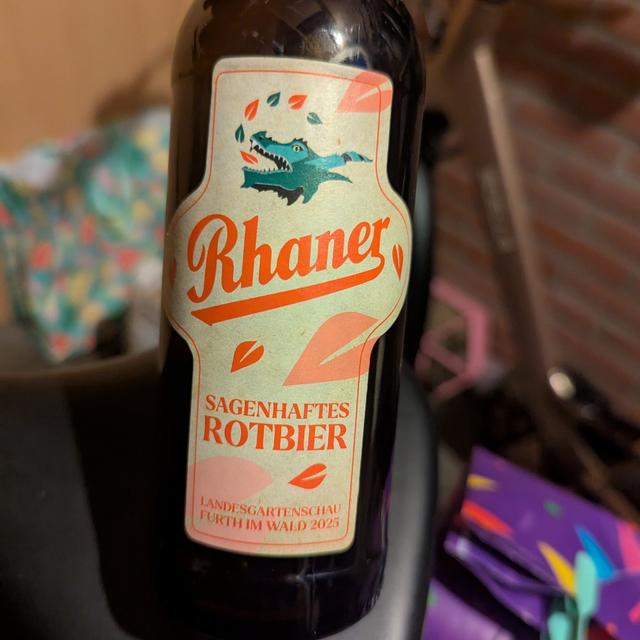 Rhaner
SAGENHAFTES
ROTBIER
LANDESGARTENSCHAU
FURTH IM WALD 2025